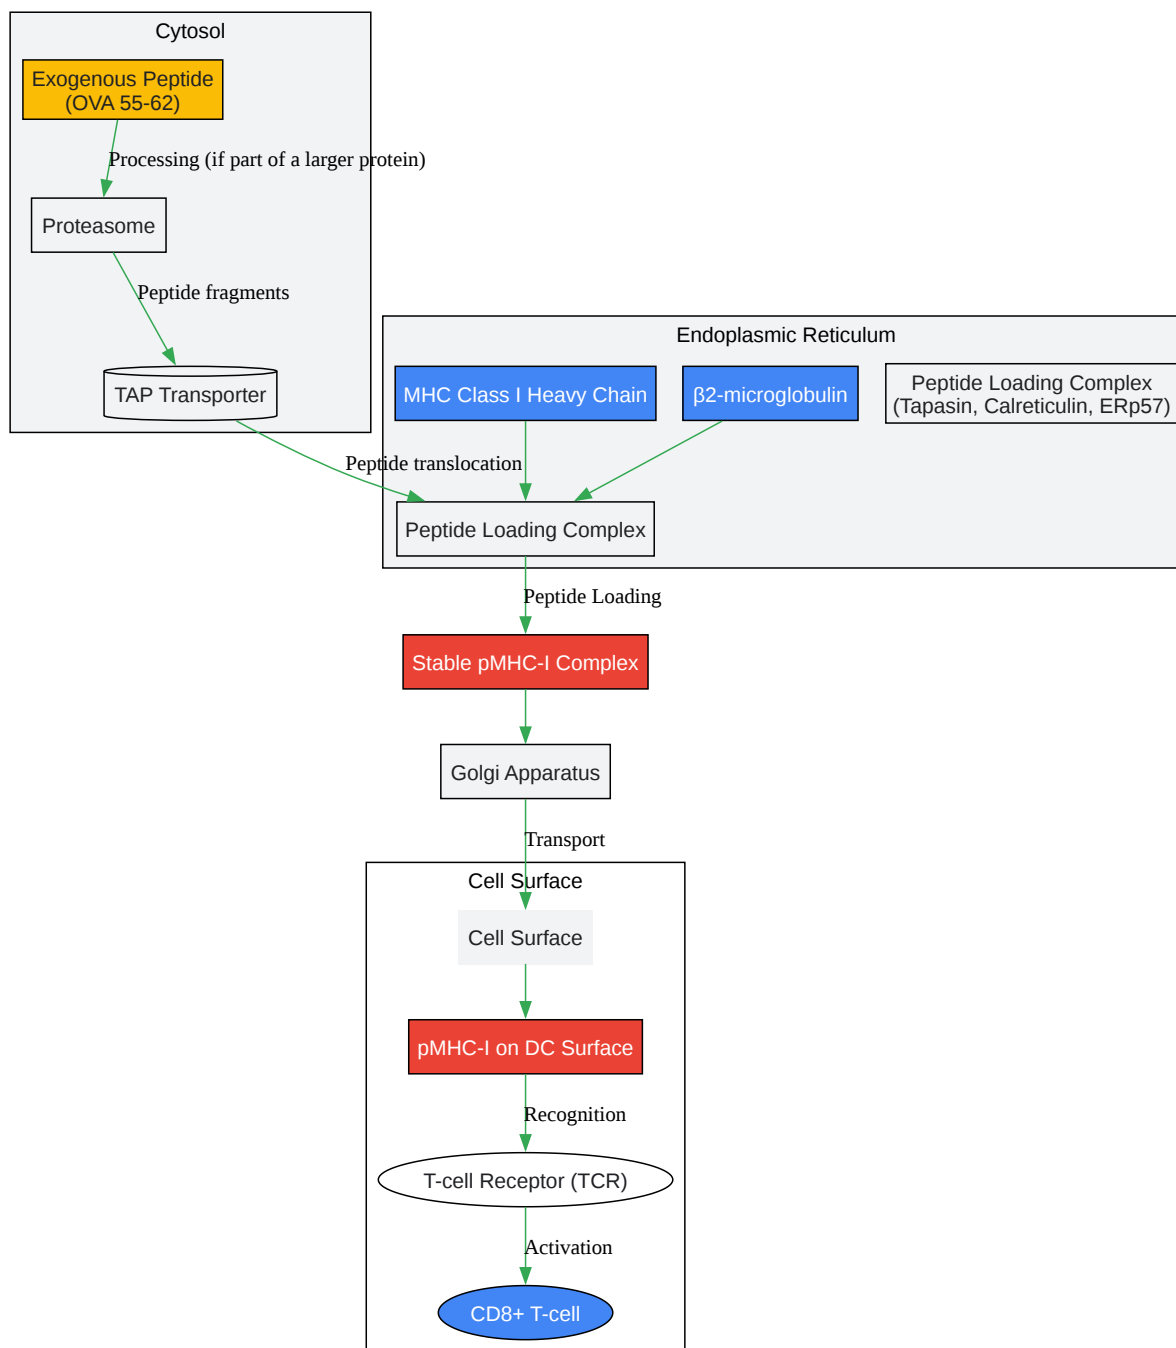 Cytosol
Exogenous Peptide
(OVA 55-62)
Processing (if part of a larger protein)
Proteasome
Peptide fragments
TAP Transporter
Endoplasmic Reticulum
MHC Class I Heavy Chain
β2-microglobulin
Peptide Loading Complex
(Tapasin, Calreticulin, ERp57)
Peptide translocation
Peptide Loading Complex
Peptide Loading
Stable pMHC-I Complex
Golgi Apparatus
Transport
Cell Surface
Cell Surface
pMHC-I on DC Surface
Recognition
T-cell Receptor (TCR)
Activation
CD8+ T-cell